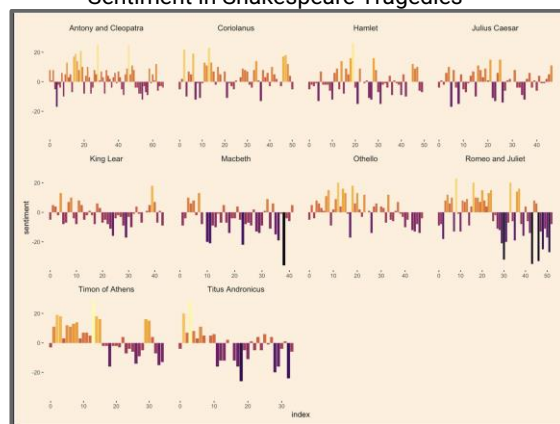 Sentiment in Shakespeare Tragedies
Antony and Cleopatra
Coriolanus
Hamlet
Julius Caesar
20
0
-20
0 20 40 60
0 10 20 30 40 50
0 10 20 30 40 50
0 10 20 30 40
King Lear
Macbeth
Othello
Romeo and Juliet
sentiment
20
0
-20
0 10 20 30 40
0 10 20 30 40
0 10 20 30 40
0 10 20 30 40 50
Timon of Athens
Titus Andronicus
20
0
-20
0 10 20 30
0 10 20 30
index